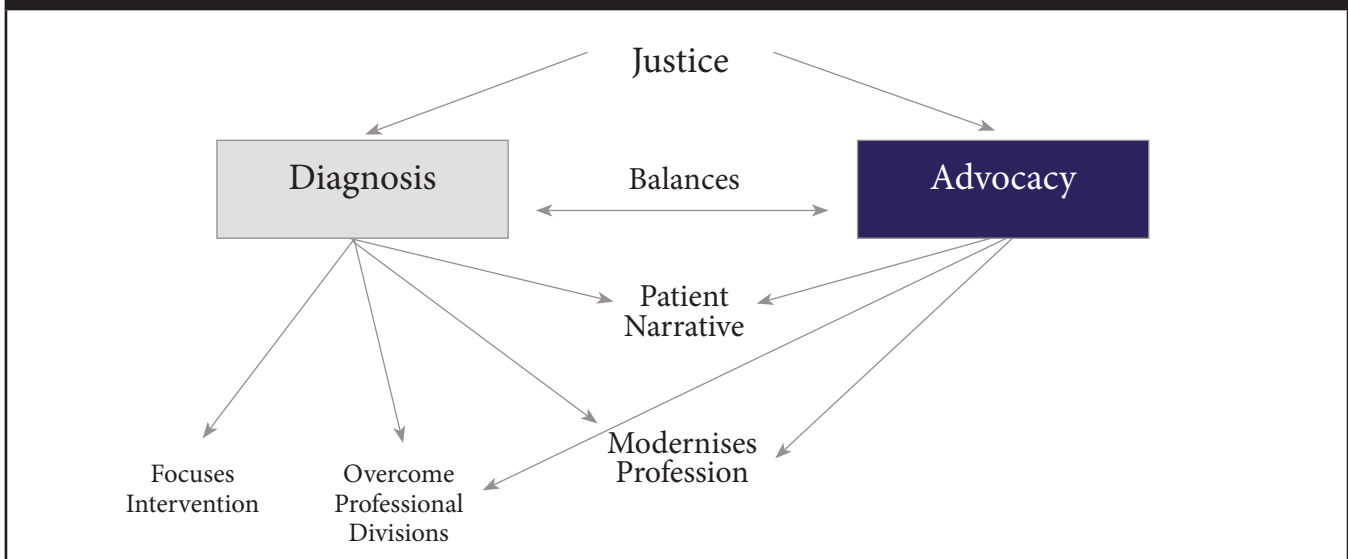 Justice
Diagnosis
Balances
Advocacy
Patient
Narrative
Modernises
Profession
Focuses
Intervention
Overcome
Professional
Divisions